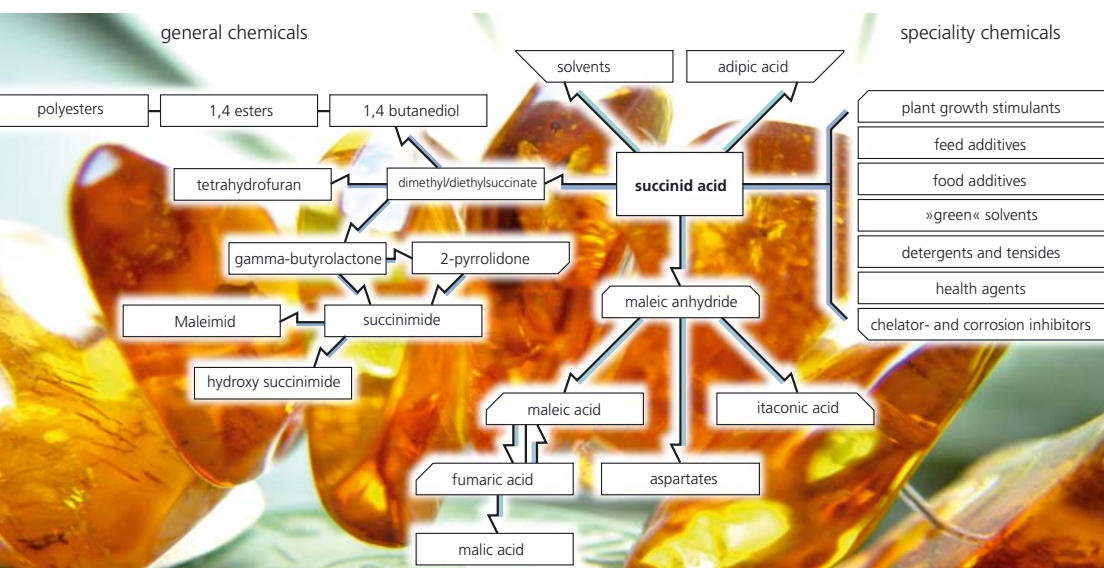 general chemicals
speciality chemicals
solvents
adipic acid
polyesters
1,4 esters
1,4 butanediol
plant growth stimulants
feed additives
food additives
»green« solvents
detergents and tensides
health agents
chelator- and corrosion inhibitors
tetrahydrofuran
dimethyl/diethylsuccinate
succinid acid
gamma-butyrolactone
2-pyrrolidone
maleic anhydride
Maleimid
succinimide
hydroxy succinimide
maleic acid
itaconic acid
fumaric acid
aspartates
malic acid